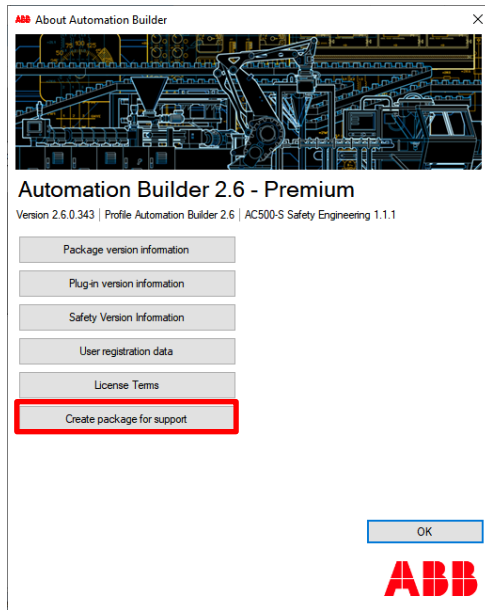 ABB About Automation Builder
Automation Builder 2.6 - Premium
Version 2.6.0.343 | Profile Automation Builder 2.6 | AC500-S Safety Engineering 1.1.1
Package version information
Plug-in version information
Safety Version Information
User registration data
License Terms
Create package for support
OK
ABB